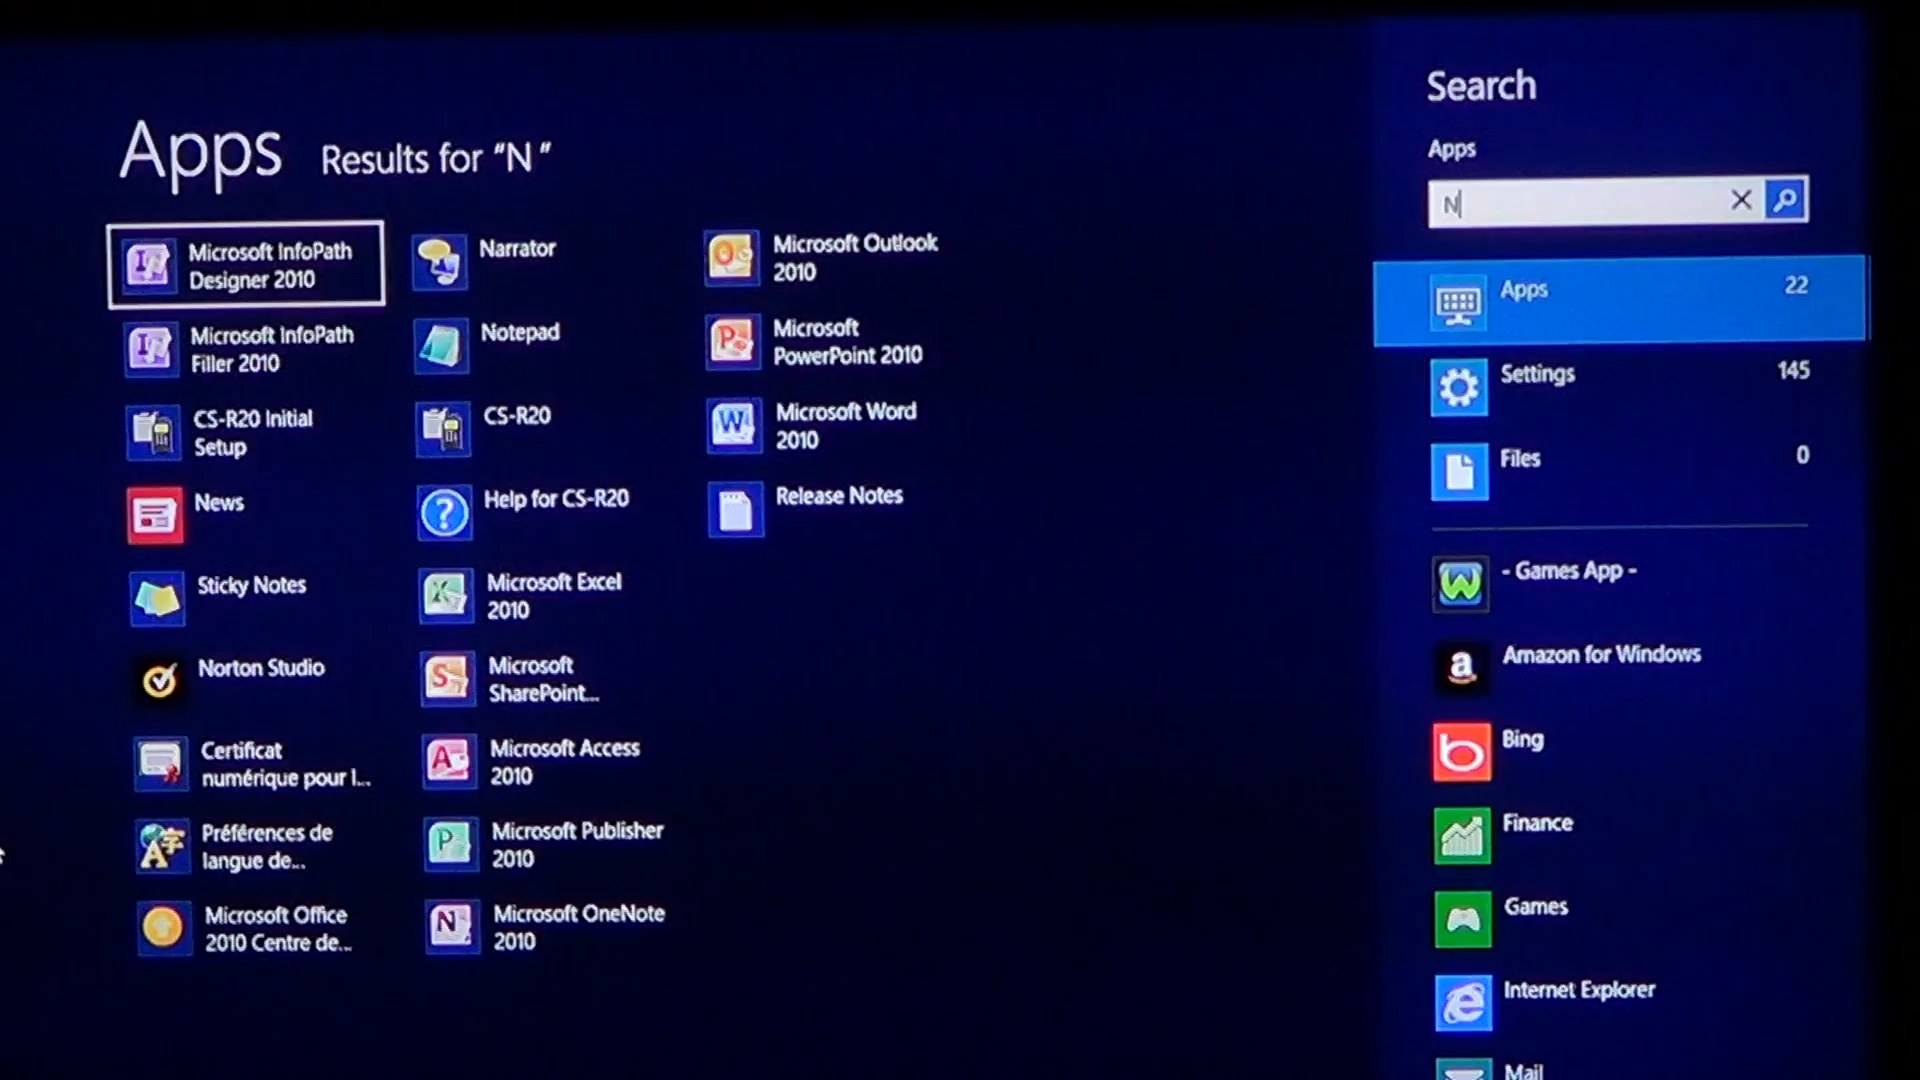 Apps Results for "N"
Microsoft InfoPath
Designer 2010
Microsoft InfoPath
Filler 2010
CS-R20 Initial
Setup
News
Sticky Notes
Norton Studio
Certificat
numérique pour l...
Préférences de
langue de...
Microsoft Office
2010 Centre de...
Narrator
Notepad
CS-R20
Help for CS-R20
Microsoft Excel
2010
Microsoft
SharePoint...
Microsoft Access
2010
Microsoft Publisher
2010
Microsoft OneNote
2010
Microsoft Outlook
2010
Microsoft
PowerPoint 2010
Microsoft Word
2010
Release Notes
Search
Apps
N
Apps 22
Settings 145
Files 0
- Games App -
Amazon for Windows
Bing
Finance
Games
Internet Explorer
Mail